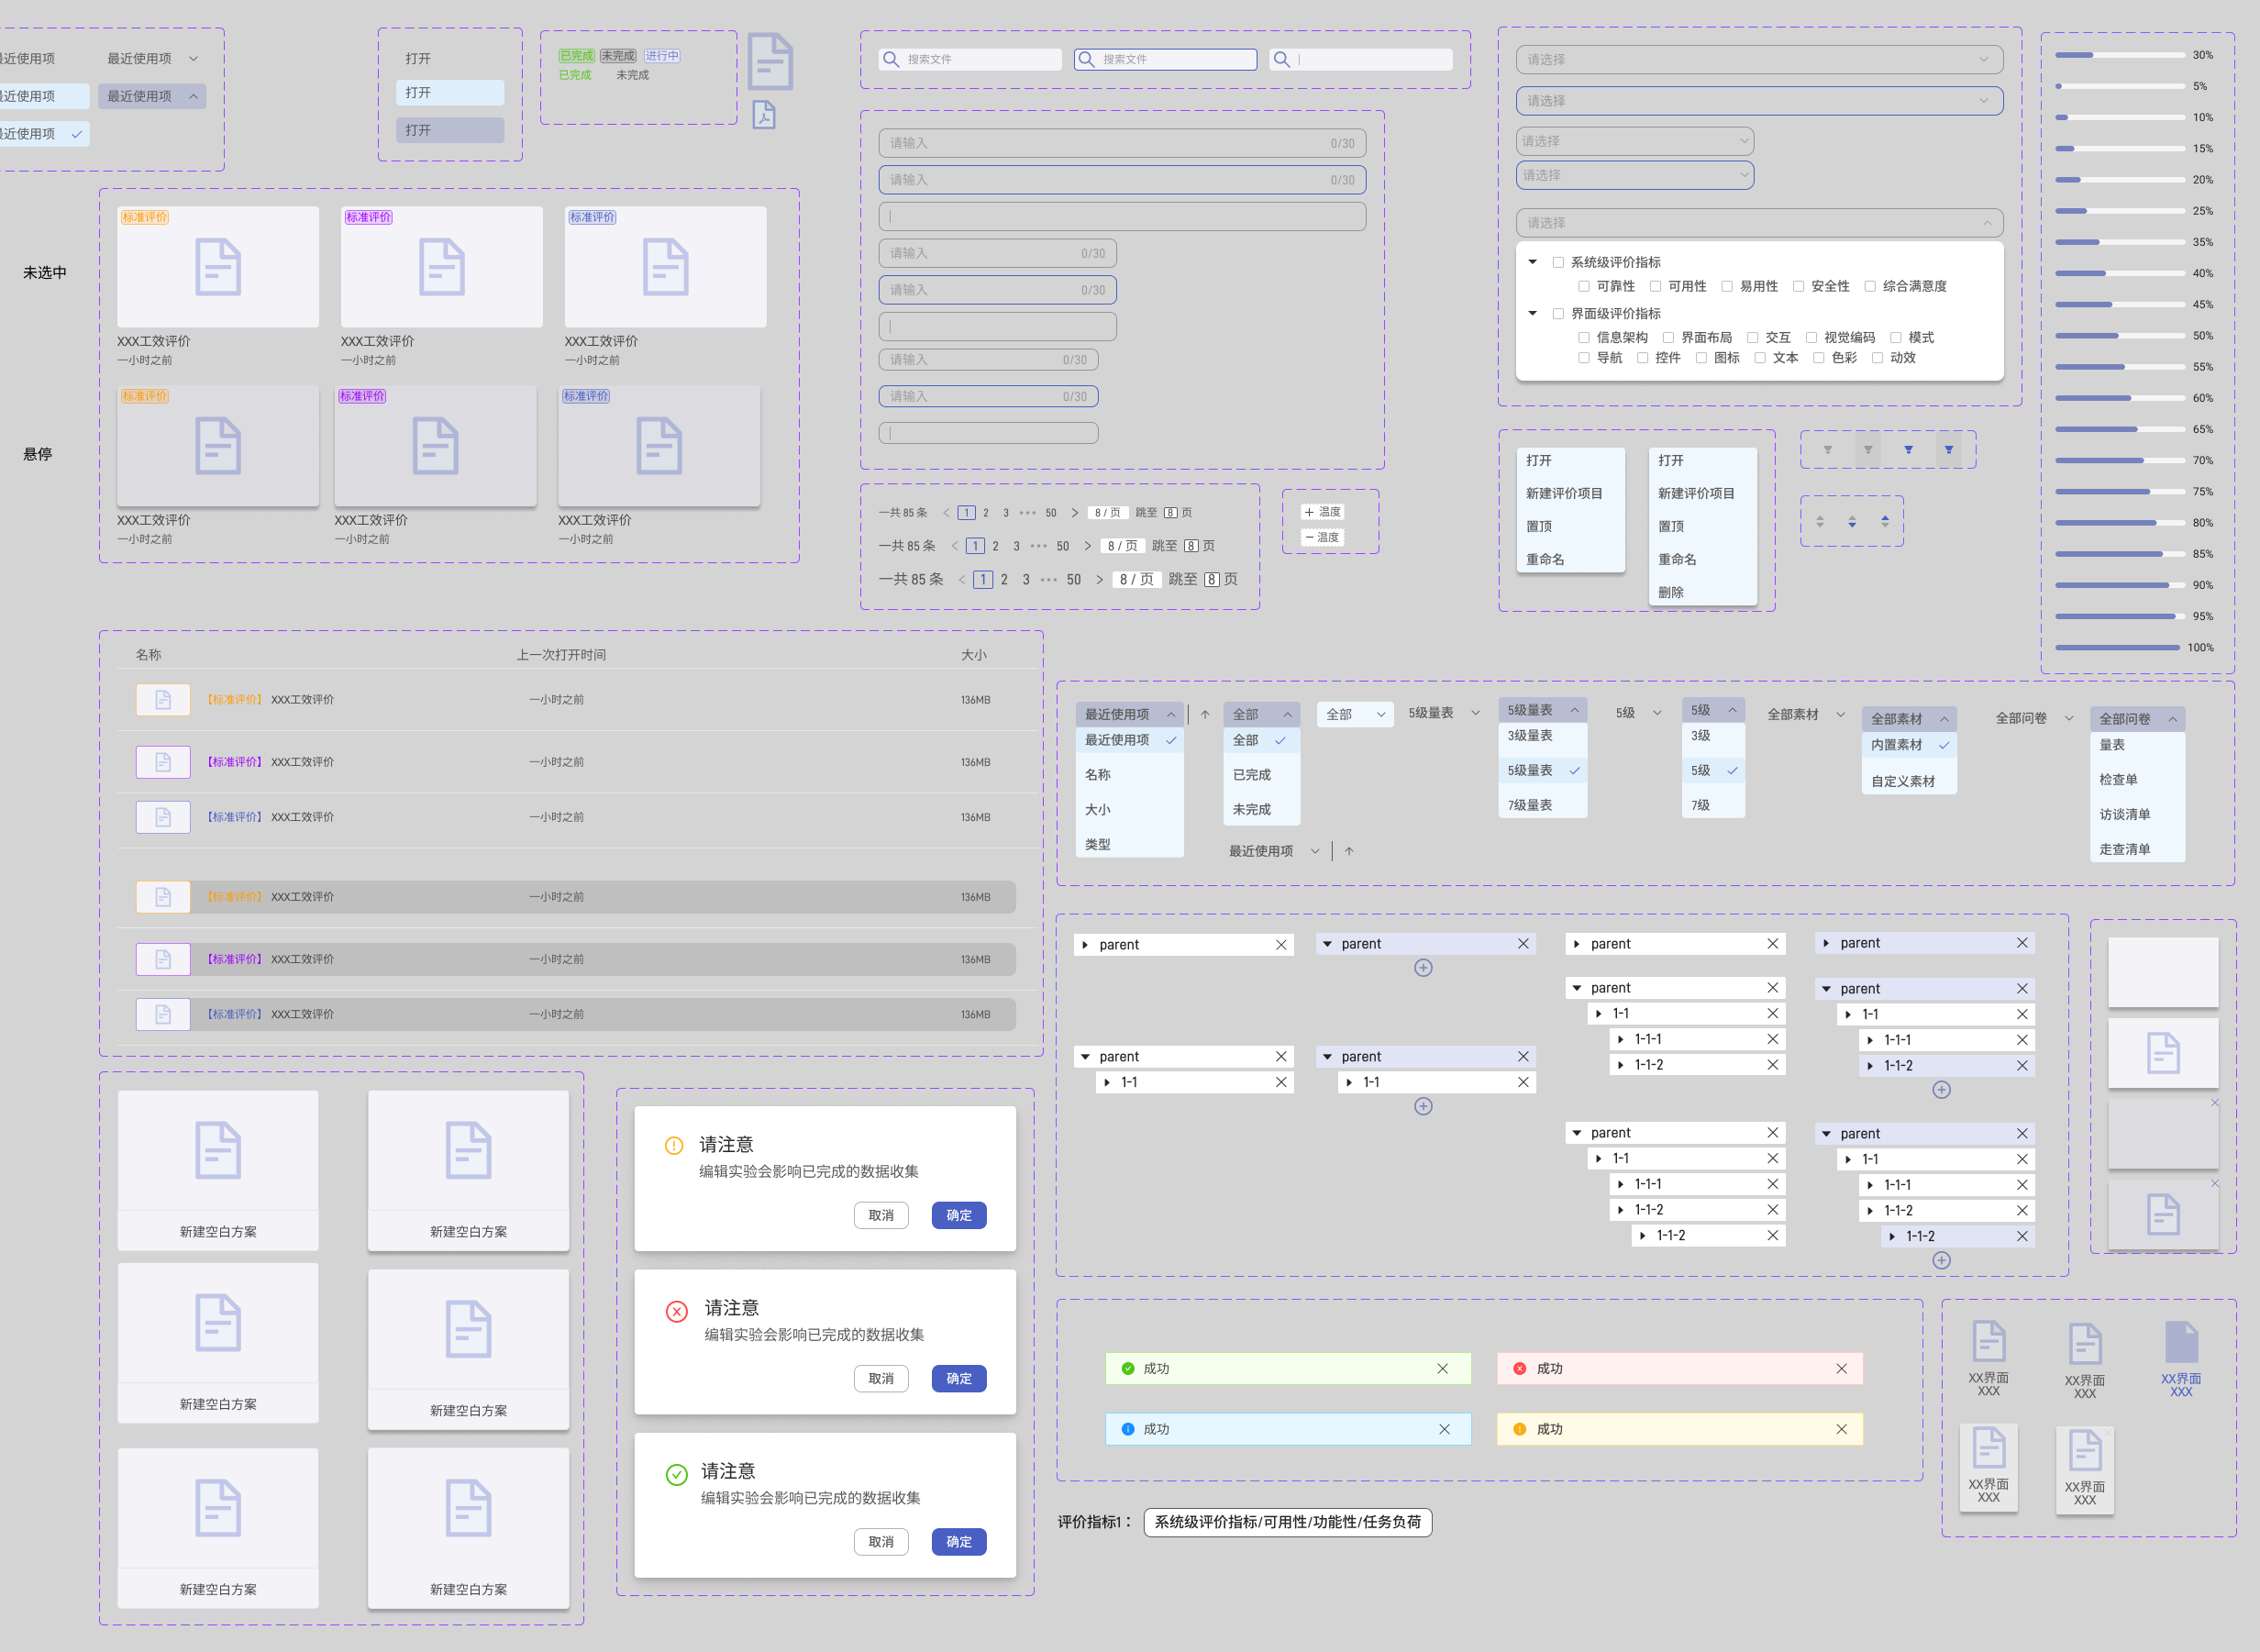 最近使用项
最近使用项
最近使用项
最近使用项
最近使用项
打开
打开
打开
已完成 未完成 进行中
已完成 未完成
搜索文件
搜索文件
未选中
标准评价
标准评价
标准评价
XXX工效评价
一小时之前
XXX工效评价
一小时之前
XXX工效评价
一小时之前
悬停
标准评价
标准评价
标准评价
XXX工效评价
一小时之前
XXX工效评价
一小时之前
XXX工效评价
一小时之前
请输入 0/30
请输入 0/30
请输入 0/30
请输入 0/30
请输入 0/30
请输入 0/30
一共 85 条 1 2 3 ••• 50 8 / 页 跳至 8 页
一共 85 条 1 2 3 ••• 50 8 / 页 跳至 8 页
一共 85 条 1 2 3 ••• 50 8 / 页 跳至 8 页
+ 温度
− 温度
请选择
请选择
请选择
请选择
请选择
系统级评价指标
可靠性 可用性 易用性 安全性 综合满意度
界面级评价指标
信息架构 界面布局 交互 视觉编码 模式
导航 控件 图标 文本 色彩 动效
打开
新建评价项目
置顶
重命名
打开
新建评价项目
置顶
重命名
删除
30%
5%
10%
15%
20%
25%
35%
40%
45%
50%
55%
60%
65%
70%
75%
80%
85%
90%
95%
100%
名称 上一次打开时间 大小
【标准评价】 XXX工效评价 一小时之前 136MB
【标准评价】 XXX工效评价 一小时之前 136MB
【标准评价】 XXX工效评价 一小时之前 136MB
【标准评价】 XXX工效评价 一小时之前 136MB
【标准评价】 XXX工效评价 一小时之前 136MB
【标准评价】 XXX工效评价 一小时之前 136MB
最近使用项
最近使用项
名称
大小
类型
全部
全部
已完成
未完成
最近使用项
全部
5级量表
5级量表
3级量表
5级量表
7级量表
5级
5级
3级
5级
7级
全部素材
全部素材
内置素材
自定义素材
全部问卷
全部问卷
量表
检查单
访谈清单
走查清单
parent
parent
parent
1-1
parent
1-1
parent
parent
1-1
1-1-1
1-1-2
parent
1-1
1-1-1
1-1-2
1-1-2
parent
parent
1-1
1-1-1
1-1-2
parent
1-1
1-1-1
1-1-2
1-1-2
新建空白方案
新建空白方案
新建空白方案
新建空白方案
新建空白方案
新建空白方案
请注意
编辑实验会影响已完成的数据收集
取消 确定
请注意
编辑实验会影响已完成的数据收集
取消 确定
请注意
编辑实验会影响已完成的数据收集
取消 确定
成功
成功
成功
成功
评价指标1： 系统级评价指标/可用性/功能性/任务负荷
XX界面
XXX
XX界面
XXX
XX界面
XXX
XX界面
XXX
XX界面
XXX